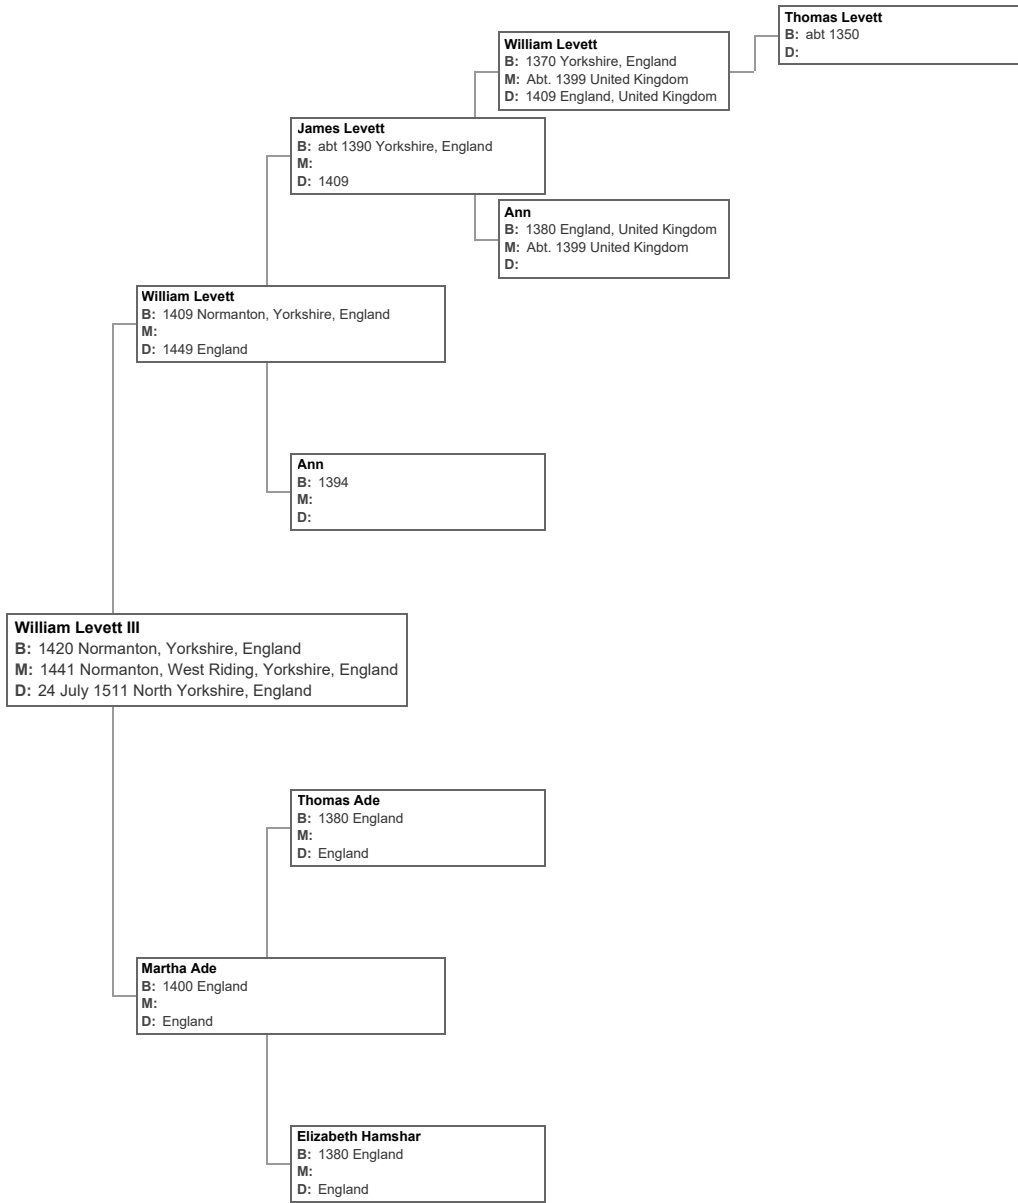 Thomas Levett
B: abt 1350
D:
William Levett
B: 1370 Yorkshire, England
M: Abt. 1399 United Kingdom
D: 1409 England, United Kingdom
James Levett
B: abt 1390 Yorkshire, England
M:
D: 1409
Ann
B: 1380 England, United Kingdom
M: Abt. 1399 United Kingdom
D:
William Levett
B: 1409 Normanton, Yorkshire, England
M:
D: 1449 England
Ann
B: 1394
M:
D:
William Levett III
B: 1420 Normanton, Yorkshire, England
M: 1441 Normanton, West Riding, Yorkshire, England
D: 24 July 1511 North Yorkshire, England
Thomas Ade
B: 1380 England
M:
D: England
Martha Ade
B: 1400 England
M:
D: England
Elizabeth Hamshar
B: 1380 England
M:
D: England